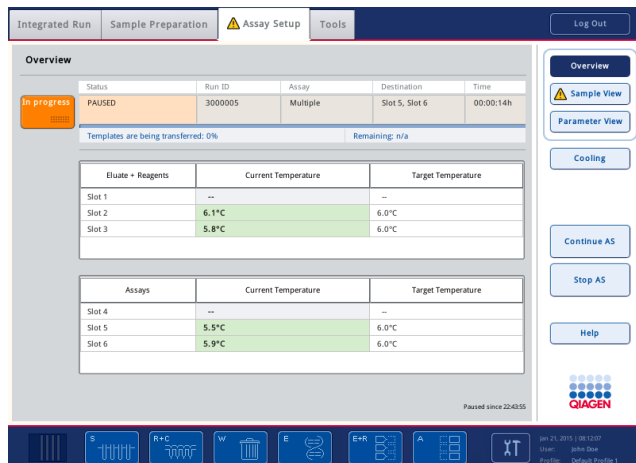 Integrated Run
Sample Preparation
Assay Setup
Tools
Log Out
Overview
Status Run ID Assay Destination Time
In progress
PAUSED 3000005 Multiple Slot 5, Slot 6 00:00:14h
Templates are being transferred: 0% Remaining: n/a
Eluate + Reagents Current Temperature Target Temperature
Slot 1 -- --
Slot 2 6.1°C 6.0°C
Slot 3 5.8°C 6.0°C
Assays Current Temperature Target Temperature
Slot 4 -- --
Slot 5 5.5°C 6.0°C
Slot 6 5.9°C 6.0°C
Paused since 22:43:55
Overview
Sample View
Parameter View
Cooling
Continue AS
Stop AS
Help
QIAGEN
S
R+C
W
E
E+R
A
Jan 21, 2015 | 08:12:07
User: John Doe
Profile: Default Profile 1